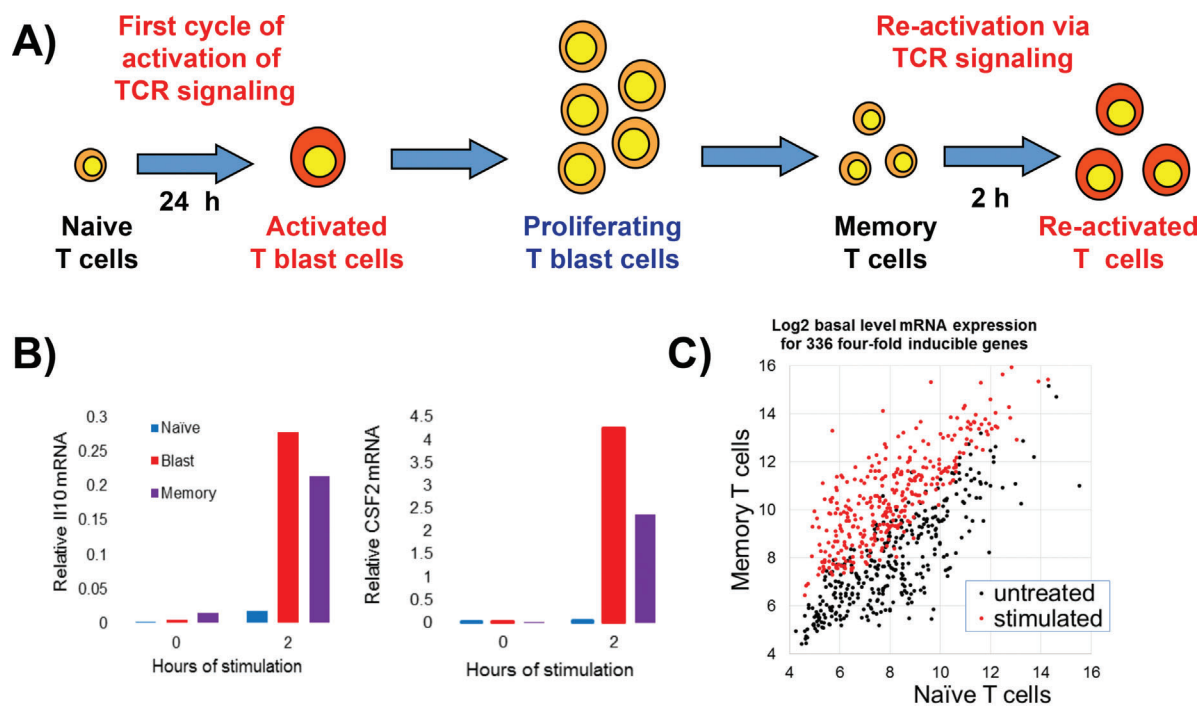 A)
First cycle of
activation of
TCR signaling
Re-activation via
TCR signaling
24 h
2 h
Naive
T cells
Activated
T blast cells
Proliferating
T blast cells
Memory
T cells
Re-activated
T cells
B)
Relative Il10 mRNA
0.3
0.25
0.2
0.15
0.1
0.05
0
Naïve
Blast
Memory
0
2
Hours of stimulation
Relative CSF2 mRNA
4.5
4
3.5
3
2.5
2
1.5
1
0.5
0
0
2
Hours of stimulation
C)
Log2 basal level mRNA expression
for 336 four-fold inducible genes
Memory T cells
16
14
12
10
8
6
4
untreated
stimulated
4
6
8
10
12
14
16
Naïve T cells